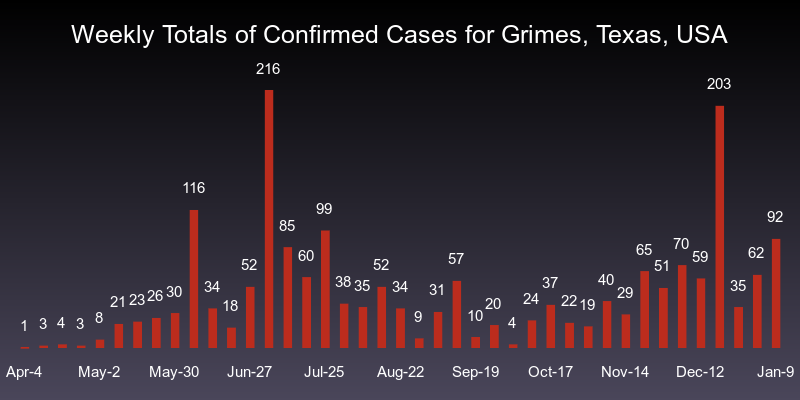 Weekly Totals of Confirmed Cases for Grimes, Texas, USA
1 3 4 3 8 21 23 26 30 116 34 18 52 216 85 60 99 38 35 52 34 9 31 57 10 20 4 24 37 22 19 40 29 65 51 70 59 203 35 62 92
Apr-4 May-2 May-30 Jun-27 Jul-25 Aug-22 Sep-19 Oct-17 Nov-14 Dec-12 Jan-9